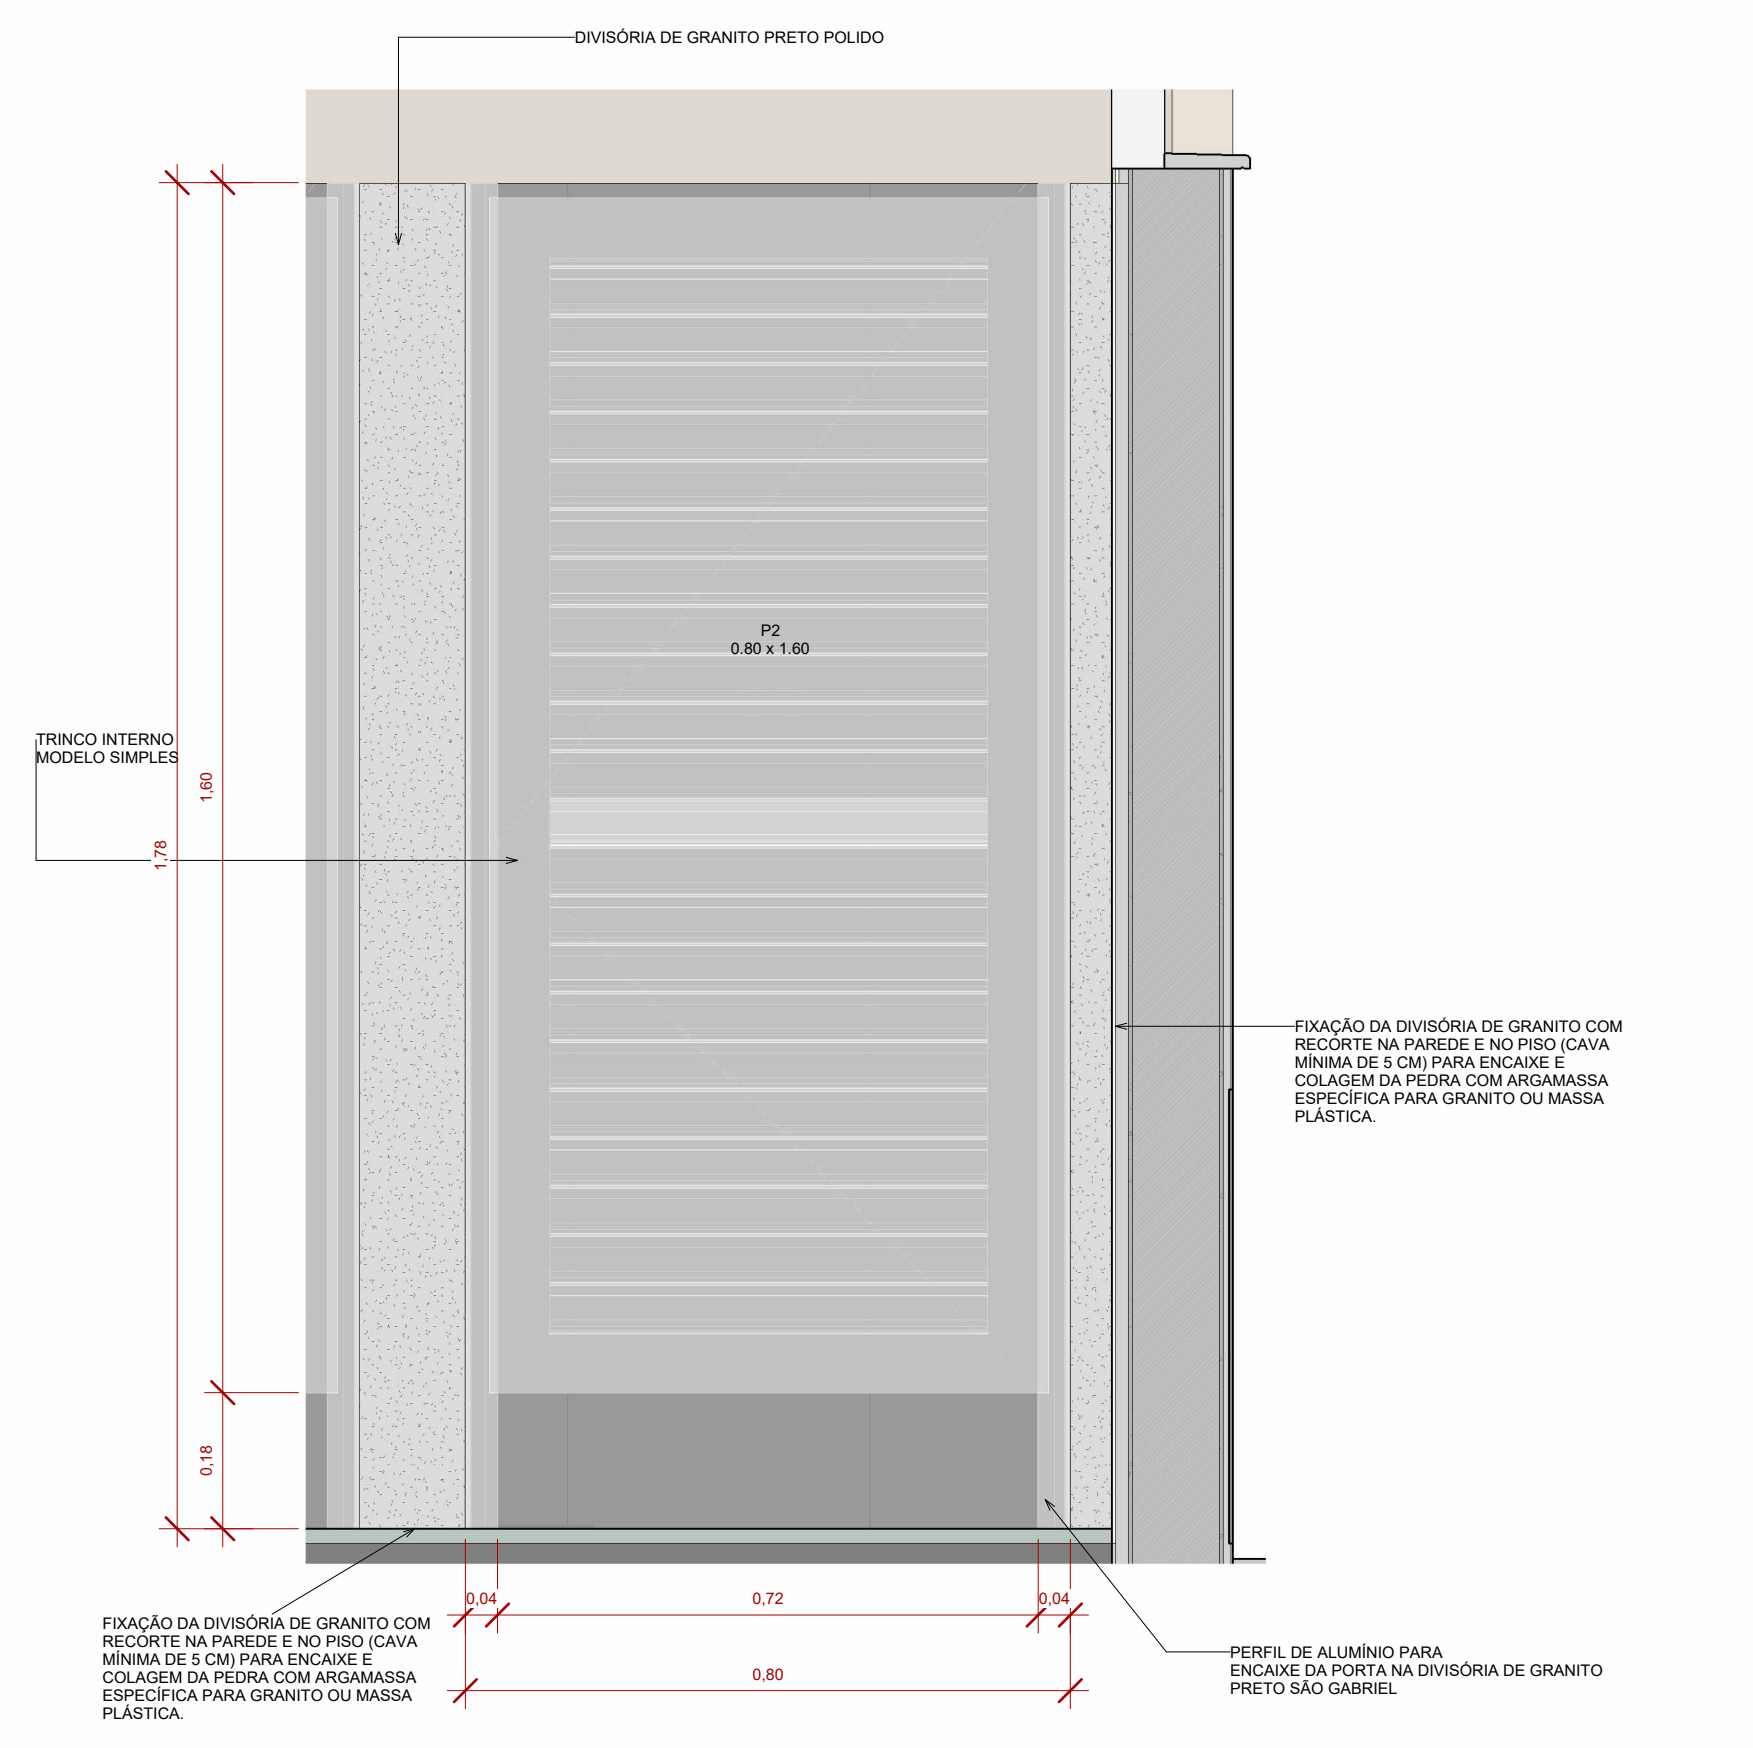 DIVISÓRIA DE GRANITO PRETO POLIDO
P2
0.80 x 1.60
TRINCO INTERNO
MODELO SIMPLES
1,60
1,78
0,18
FIXAÇÃO DA DIVISÓRIA DE GRANITO COM
RECORTE NA PAREDE E NO PISO (CAVA
MÍNIMA DE 5 CM) PARA ENCAIXE E
COLAGEM DA PEDRA COM ARGAMASSA
ESPECÍFICA PARA GRANITO OU MASSA
PLÁSTICA.
0,04
0,72
0,04
0,80
FIXAÇÃO DA DIVISÓRIA DE GRANITO COM
RECORTE NA PAREDE E NO PISO (CAVA
MÍNIMA DE 5 CM) PARA ENCAIXE E
COLAGEM DA PEDRA COM ARGAMASSA
ESPECÍFICA PARA GRANITO OU MASSA
PLÁSTICA.
PERFIL DE ALUMÍNIO PARA
ENCAIXE DA PORTA NA DIVISÓRIA DE GRANITO
PRETO SÃO GABRIEL